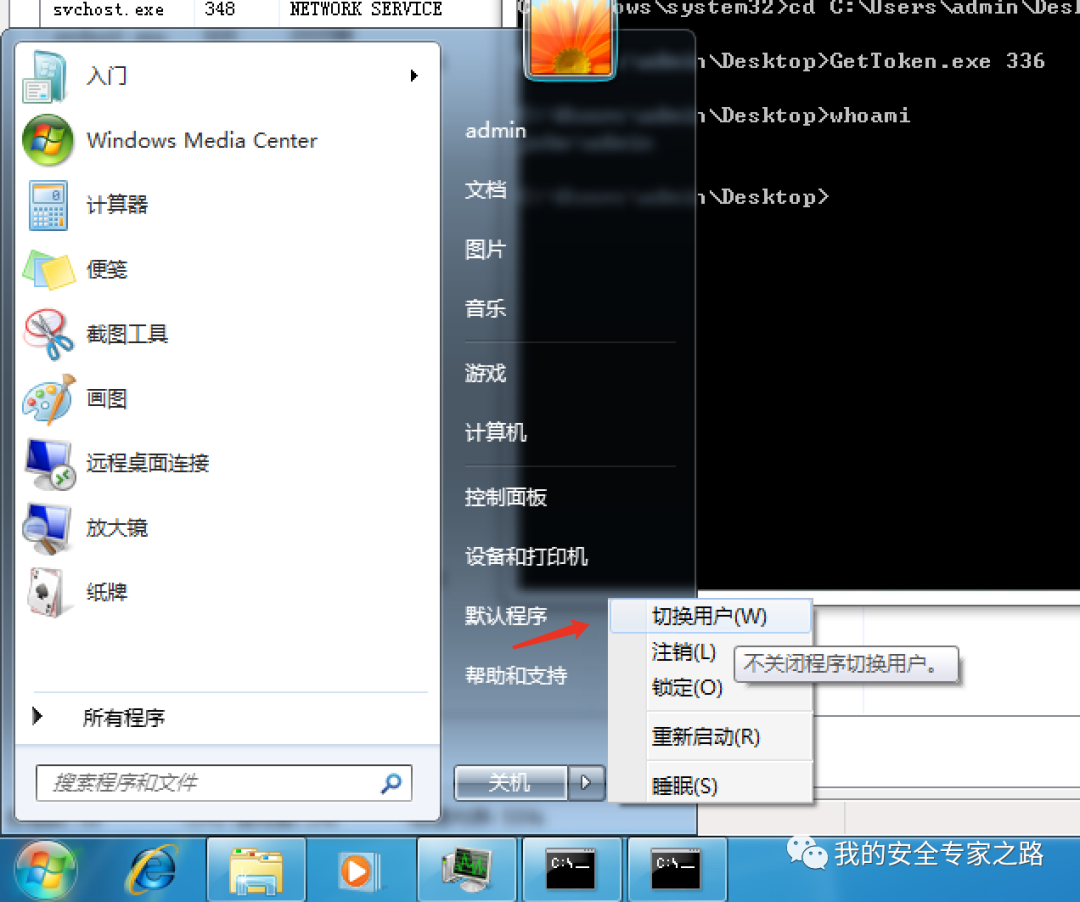 svchost.exe 348 NETWORK SERVICE
ows\system32>cd C:\Users\admin\Des
n\Desktop>GetToken.exe 336
n\Desktop>whoami
n\Desktop>
入门
Windows Media Center
计算器
便笺
截图工具
画图
远程桌面连接
放大镜
纸牌
所有程序
搜索程序和文件
admin
文档
图片
音乐
游戏
计算机
控制面板
设备和打印机
默认程序
帮助和支持
关机
切换用户(W)
注销(L)
锁定(O)
重新启动(R)
睡眠(S)
不关闭程序切换用户。
C:\
C:\
我的安全专家之路